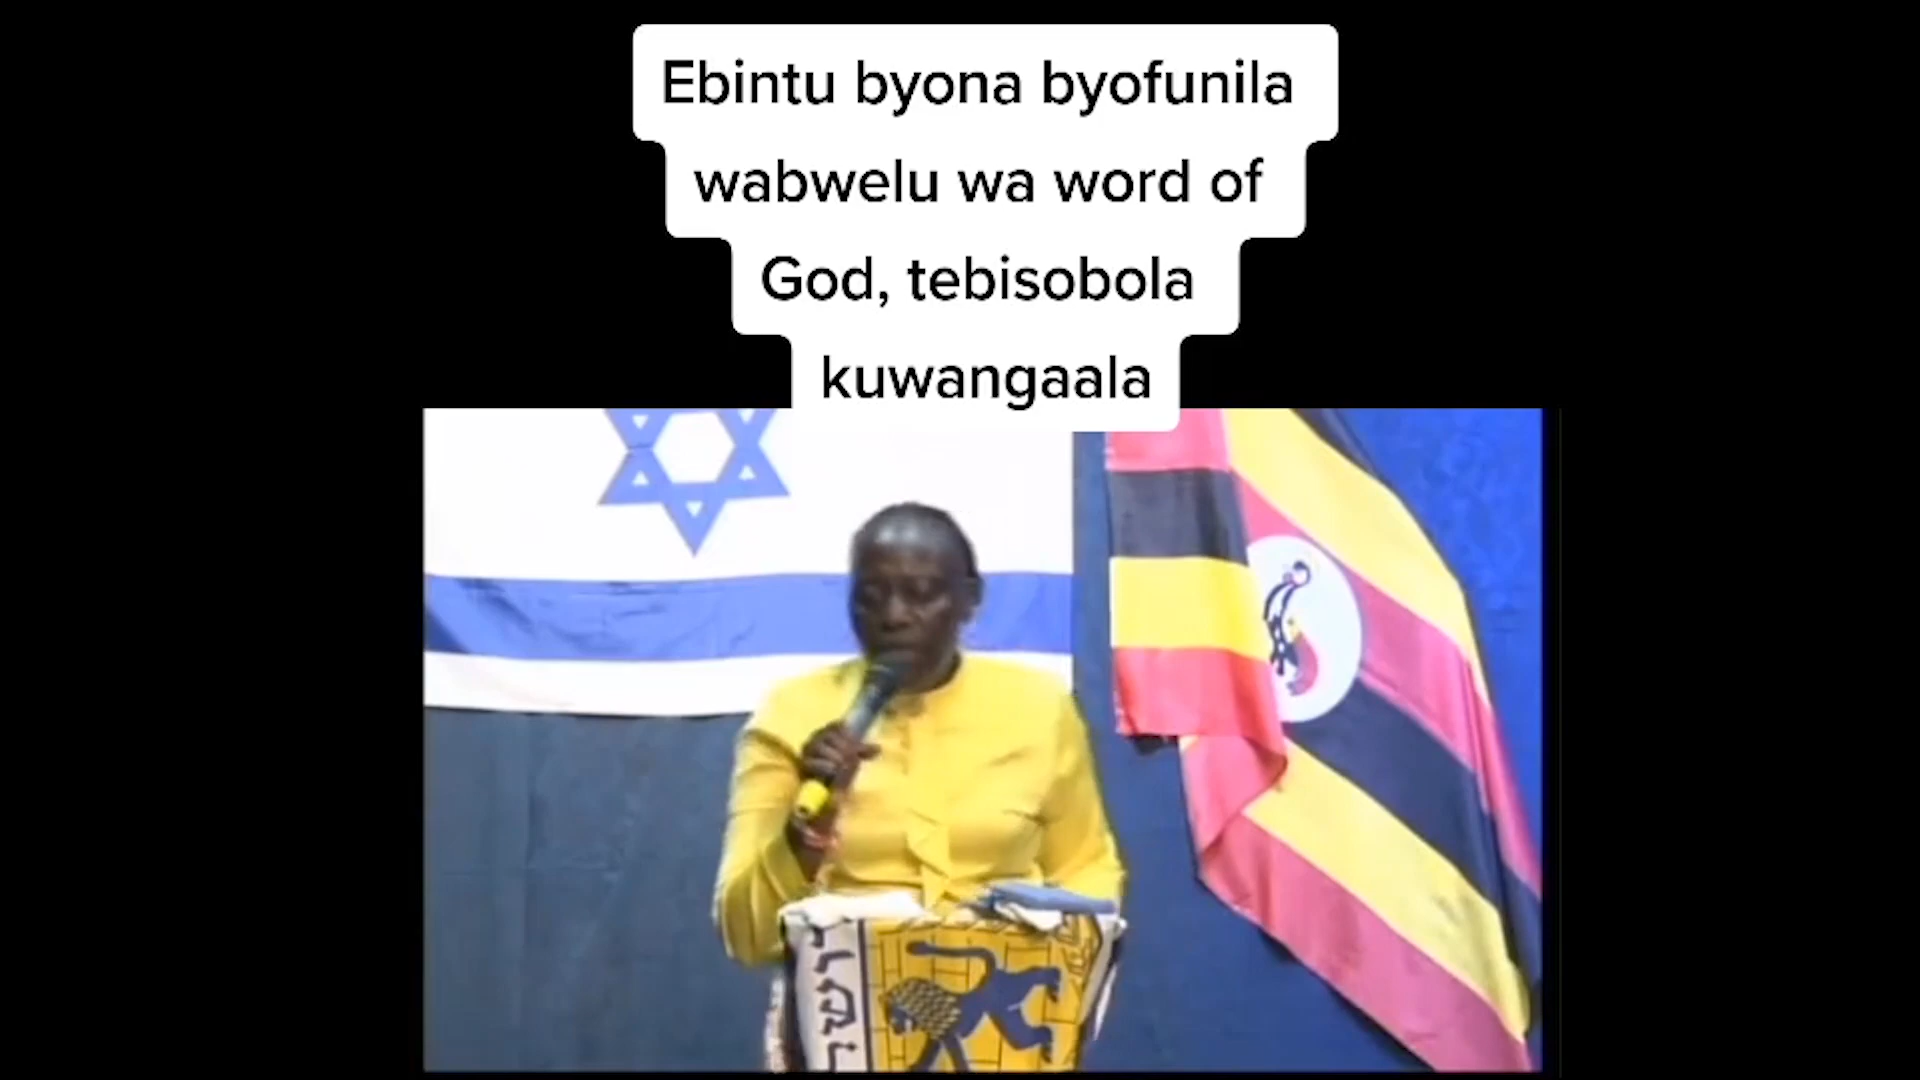 Ebintu byona byofunila
wabwelu wa word of
God, tebisobola
kuwangaala